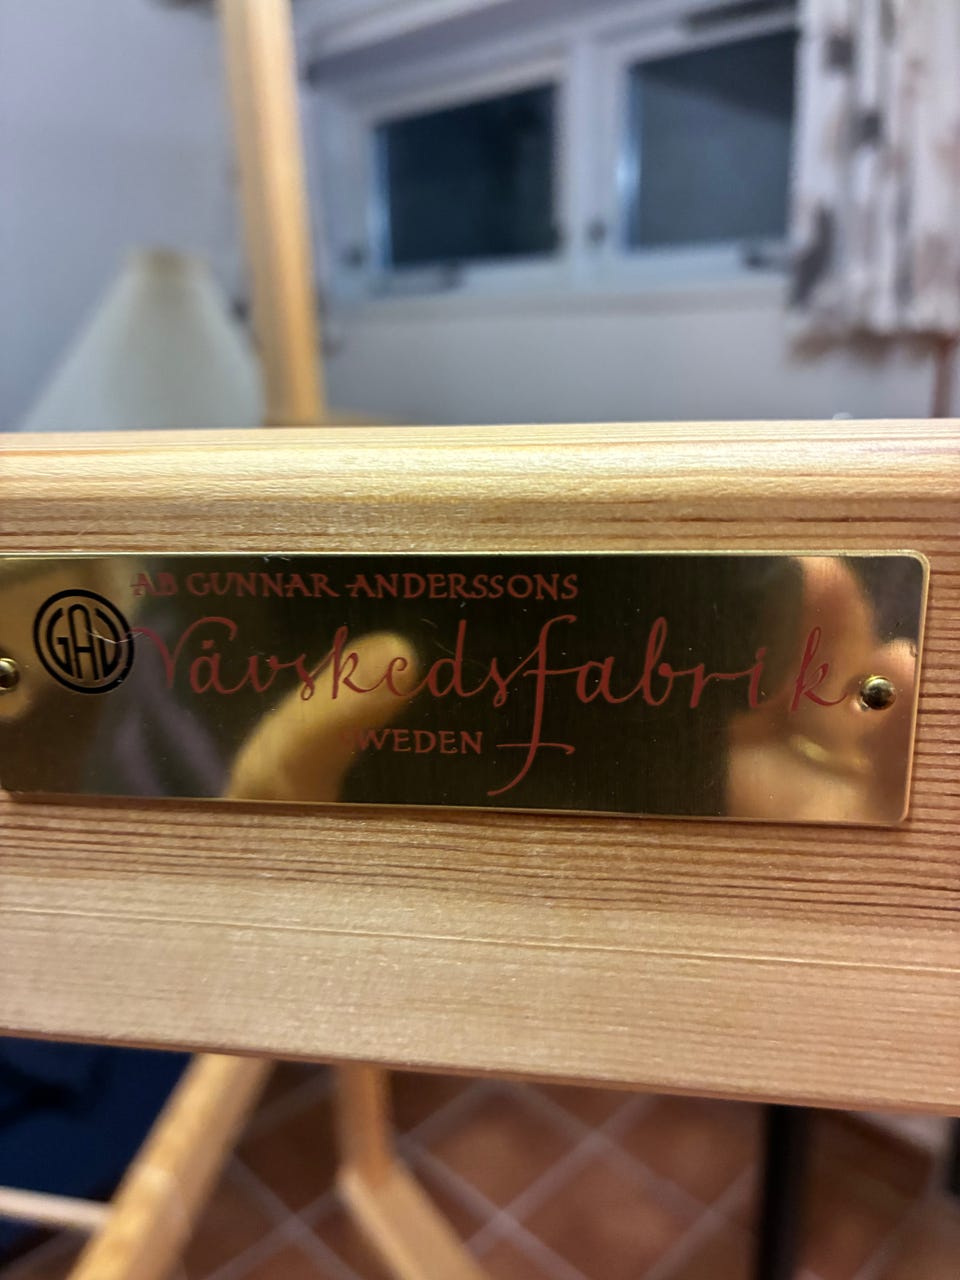 AB GUNNAR ANDERSSONS
GAV
Vävskedsfabrik
SWEDEN